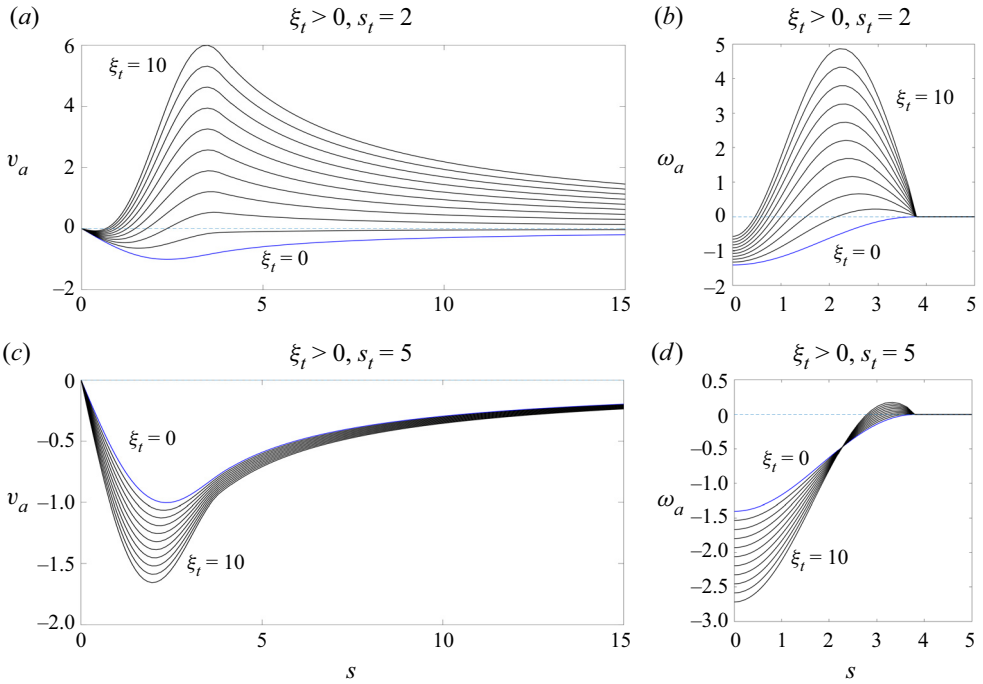 (a) ξt > 0, st = 2
6
4
2
0
–2
va
ξt = 10
ξt = 0
0 5 10 15
s
(b) ξt > 0, st = 2
5
4
3
2
1
0
–1
–2
ωa
ξt = 10
ξt = 0
0 1 2 3 4 5
(c) ξt > 0, st = 5
0
–0.5
–1.0
–1.5
–2.0
va
ξt = 0
ξt = 10
0 5 10 15
s
(d) ξt > 0, st = 5
0.5
0
–0.5
–1.0
–1.5
–2.0
–2.5
–3.0
ωa
ξt = 0
ξt = 10
0 1 2 3 4 5
s